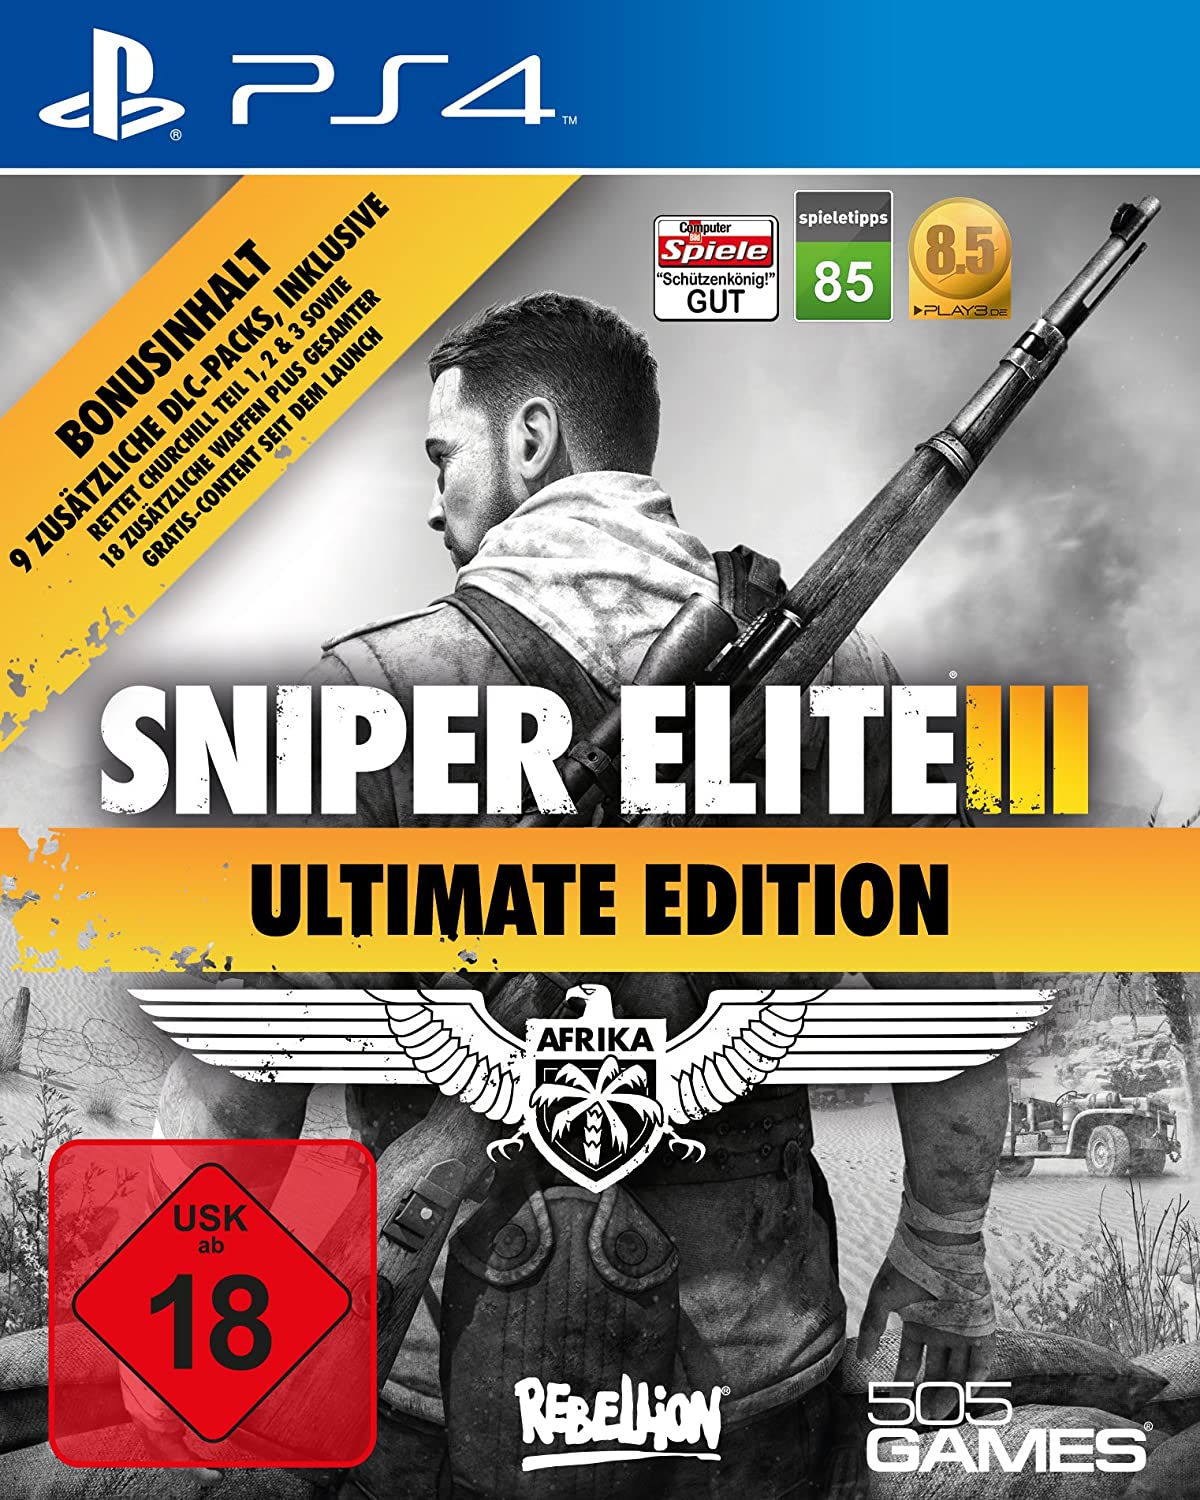 PS4™
BONUSINHALT
9 ZUSÄTZLICHE DLC-PACKS, INKLUSIVE
RETTET CHURCHILL TEIL 1, 2 & 3 SOWIE
18 ZUSÄTZLICHE WAFFEN PLUS GESAMTER
GRATIS-CONTENT SEIT DEM LAUNCH
Computer
Bild
Spiele
"Schützenkönig!"
GUT
spieletipps
85
8.5
PLAY3.DE
SNIPER ELITE® III
ULTIMATE EDITION
AFRIKA
USK
ab
18
REBELLION®
505
GAMES®